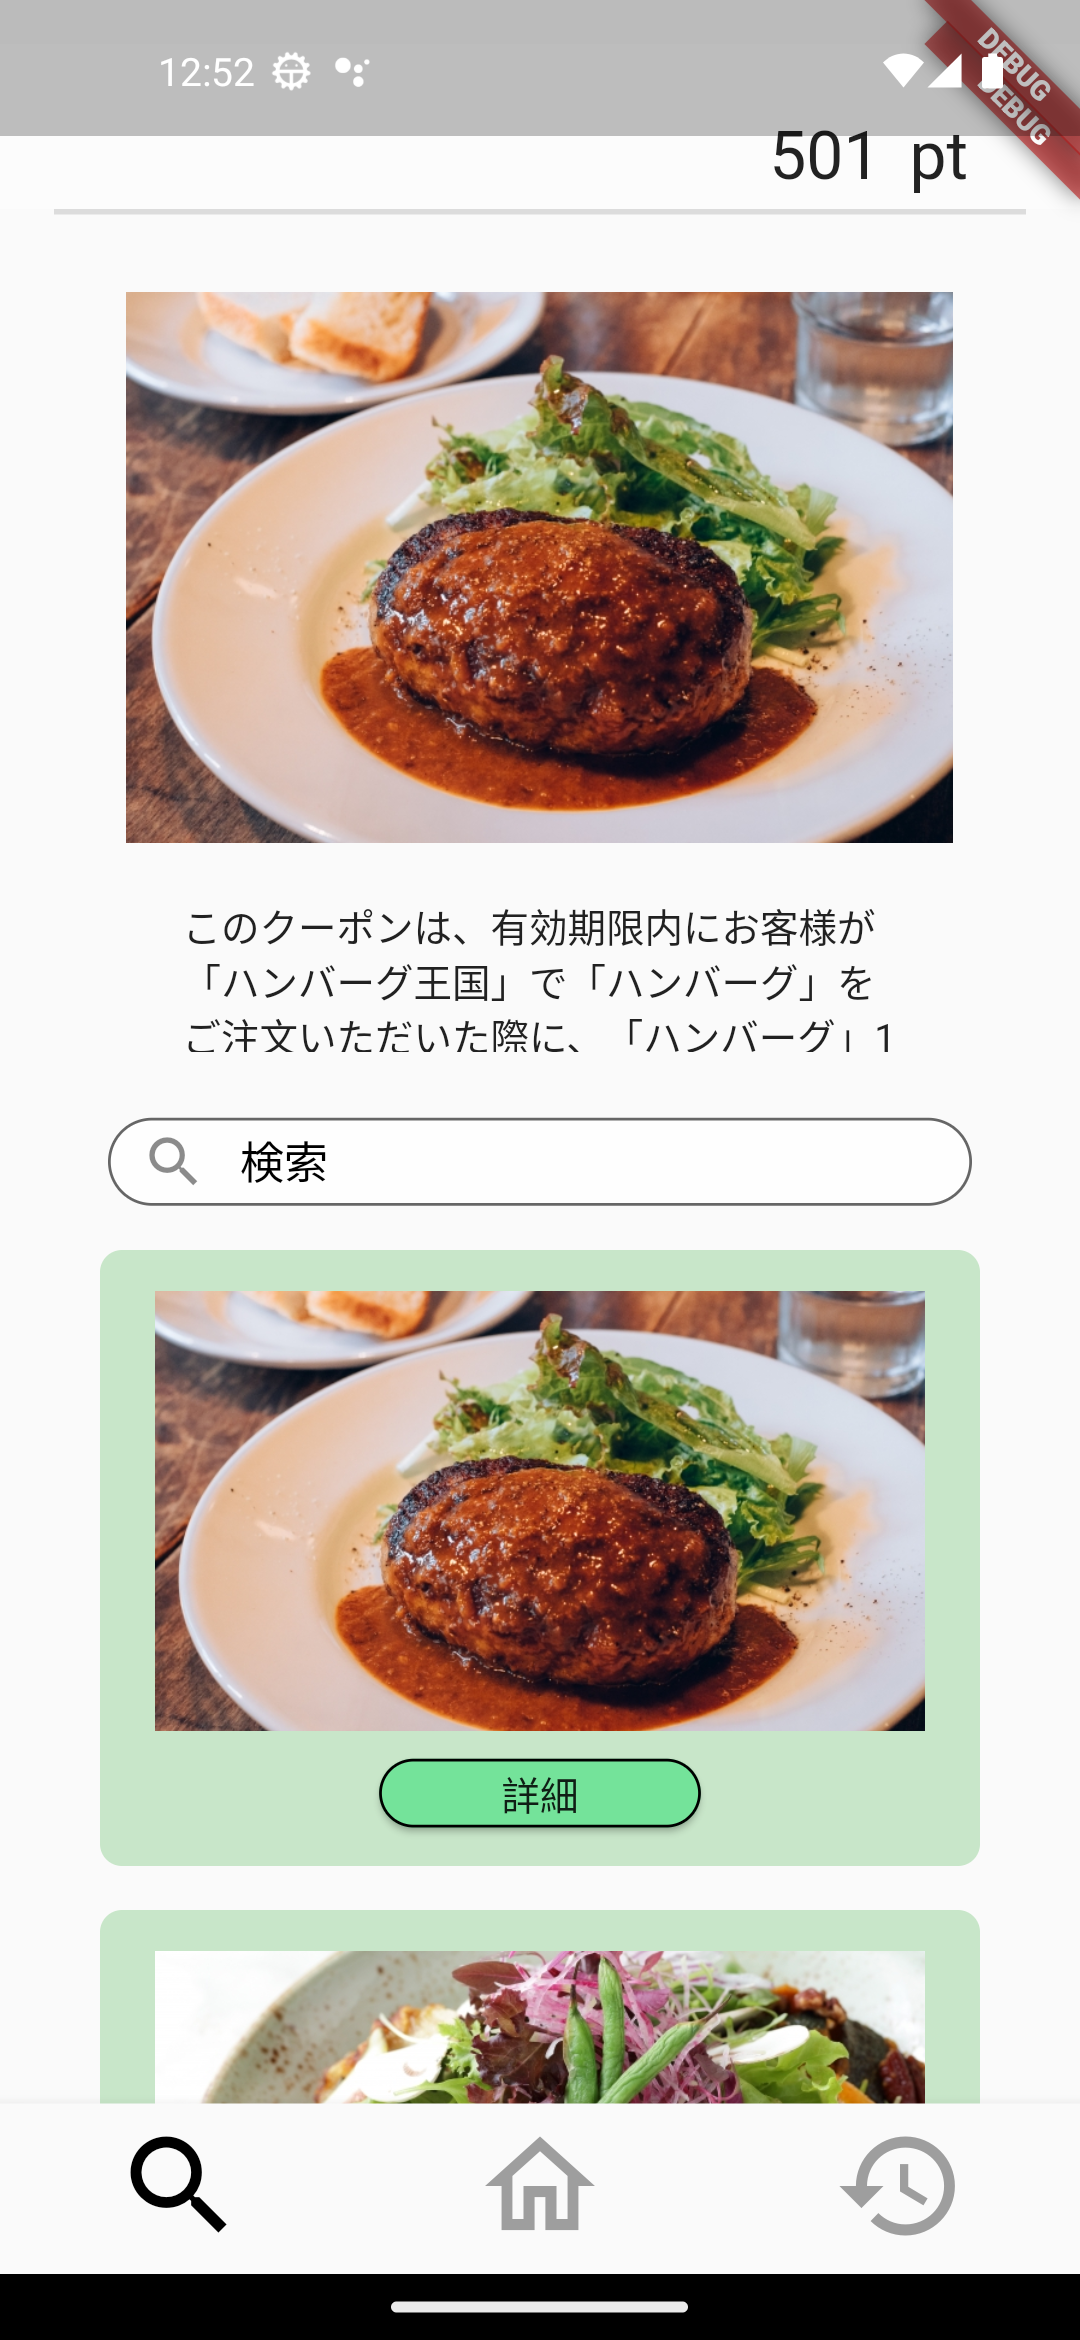 12:52
DEBUG
DEBUG
501 pt
このクーポンは、有効期限内にお客様が
「ハンバーグ王国」で「ハンバーグ」を
ご注文いただいた際に、「ハンバーグ」1
検索
詳細